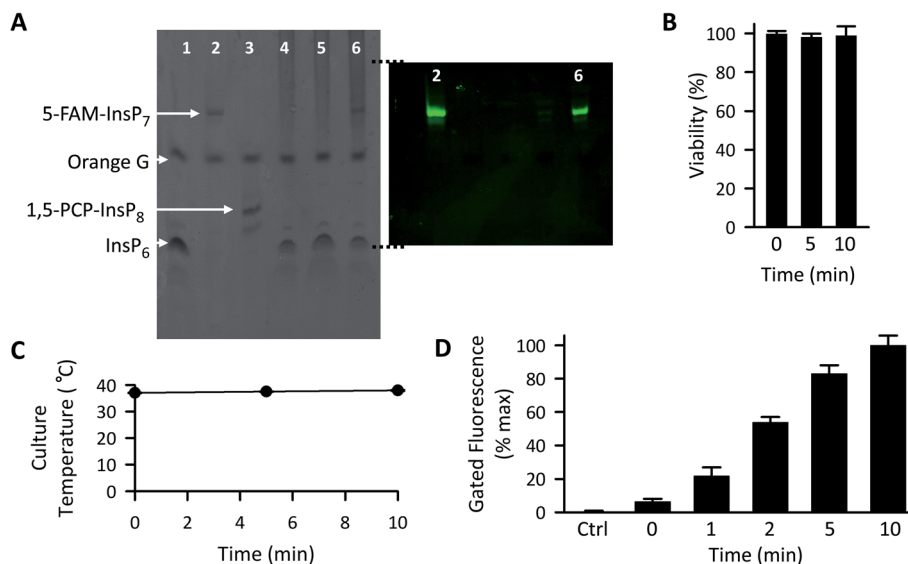 A
1 2 3 4 5 6
5-FAM-InsP7
Orange G
1,5-PCP-InsP8
InsP6
2 6
B
Viability (%)
100
80
60
40
20
0
0 5 10
Time (min)
C
Culture
Temperature ( °C)
40
30
20
10
0
0 2 4 6 8 10
Time (min)
D
Gated Fluorescence
(% max)
100
80
60
40
20
0
Ctrl 0 1 2 5 10
Time (min)